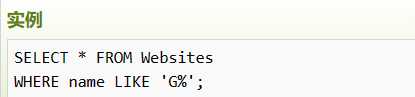 实例
SELECT * FROM Websites
WHERE name LIKE 'G%';